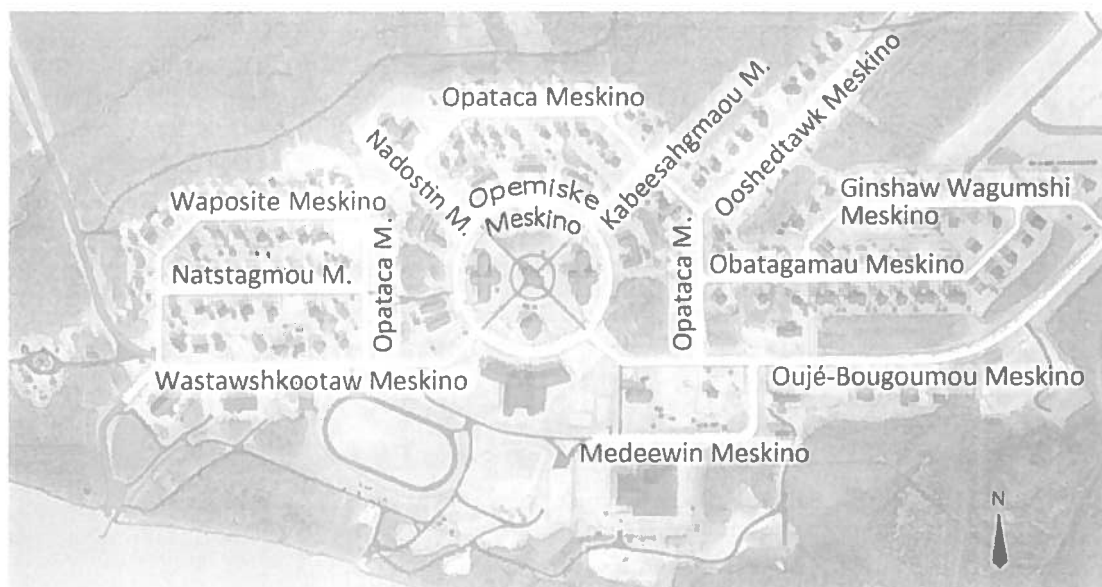 Opataca Meskino
Kabeesahgmaou M.
Ooshedtawk Meskino
Nadostin M.
Opemiske
Meskino
Waposite Meskino
Ginshaw Wagumshi
Meskino
Opataca M.
Natstagmou M.
Opataca M.
Obatagamau Meskino
Wastawshkootaw Meskino
Oujé-Bougoumou Meskino
Medeewin Meskino
N